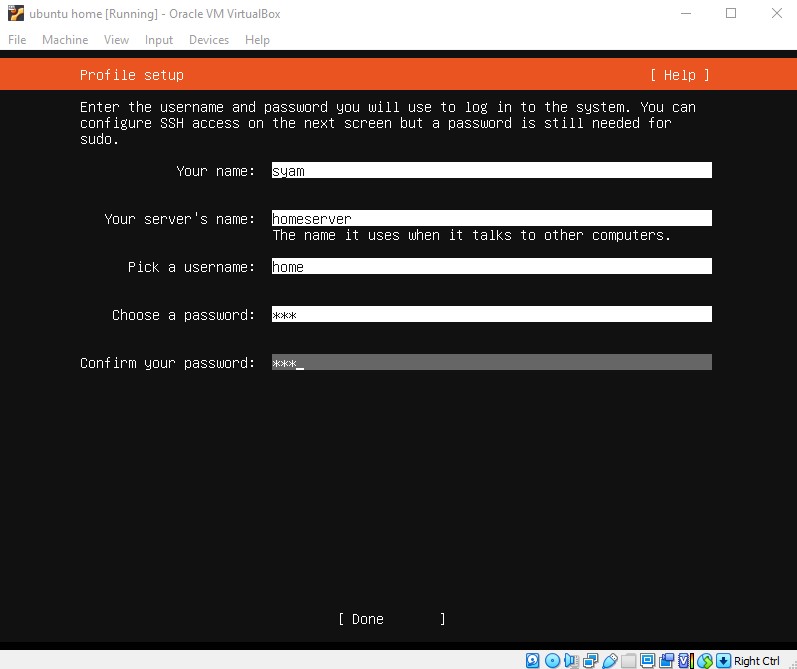 ubuntu home [Running] - Oracle VM VirtualBox
File Machine View Input Devices Help
Profile setup [ Help ]
Enter the username and password you will use to log in to the system. You can
configure SSH access on the next screen but a password is still needed for
sudo.
Your name: syam
Your server's name: homeserver
The name it uses when it talks to other computers.
Pick a username: home
Choose a password: ***
Confirm your password: ***_
[ Done ]
Right Ctrl